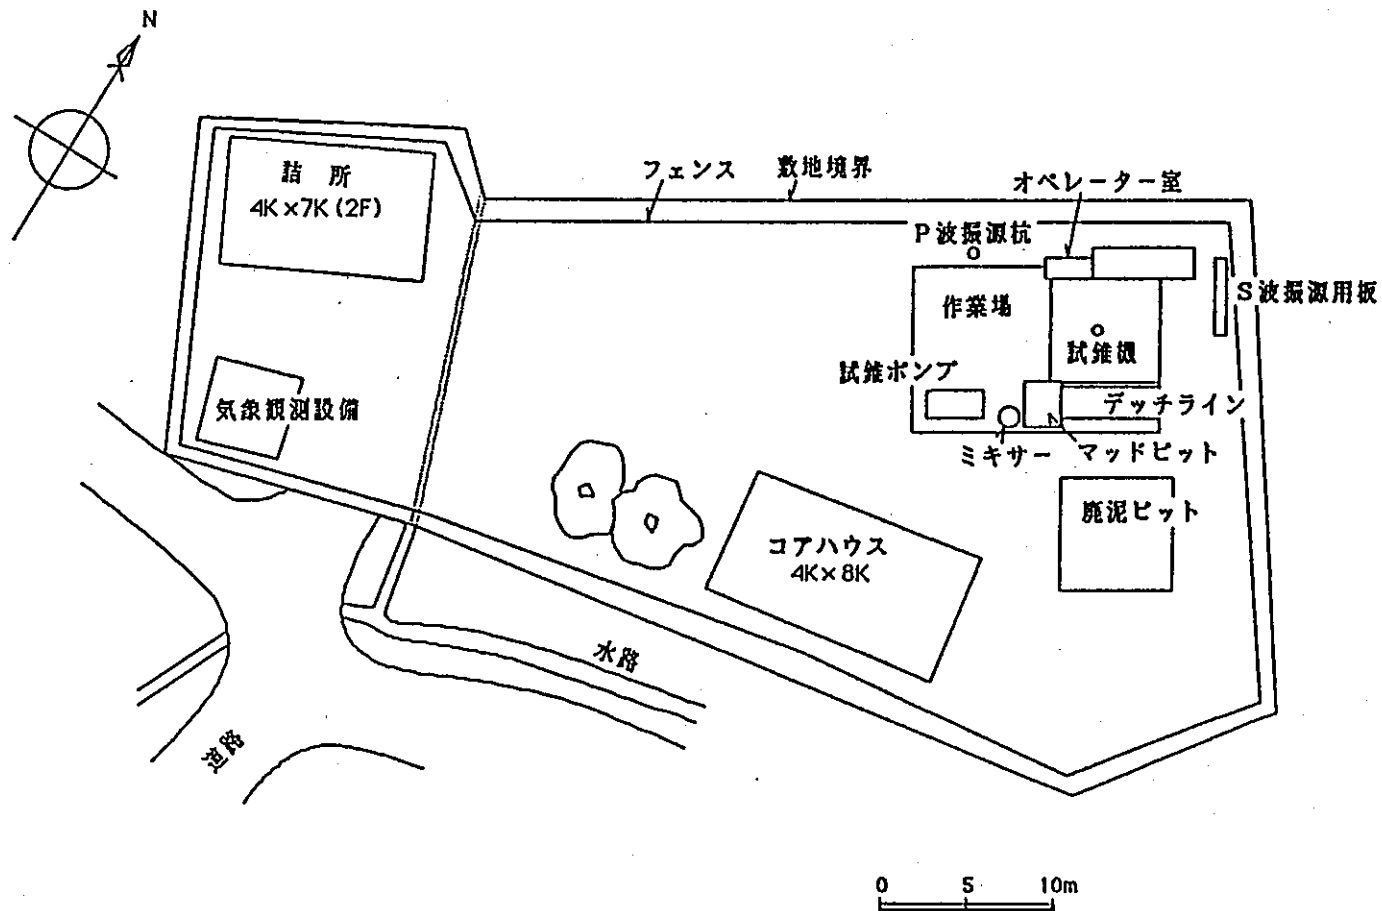 N
詰 所
4K×7K(2F)
フェンス
敷地境界
オペレーター室
P波振源杭
S波振源用板
作業場
試錐機
試錐ポンプ
デッチライン
気象観測設備
ミキサー
マッドピット
廃泥ピット
コアハウス
4K×8K
水路
道路
0 5 10m